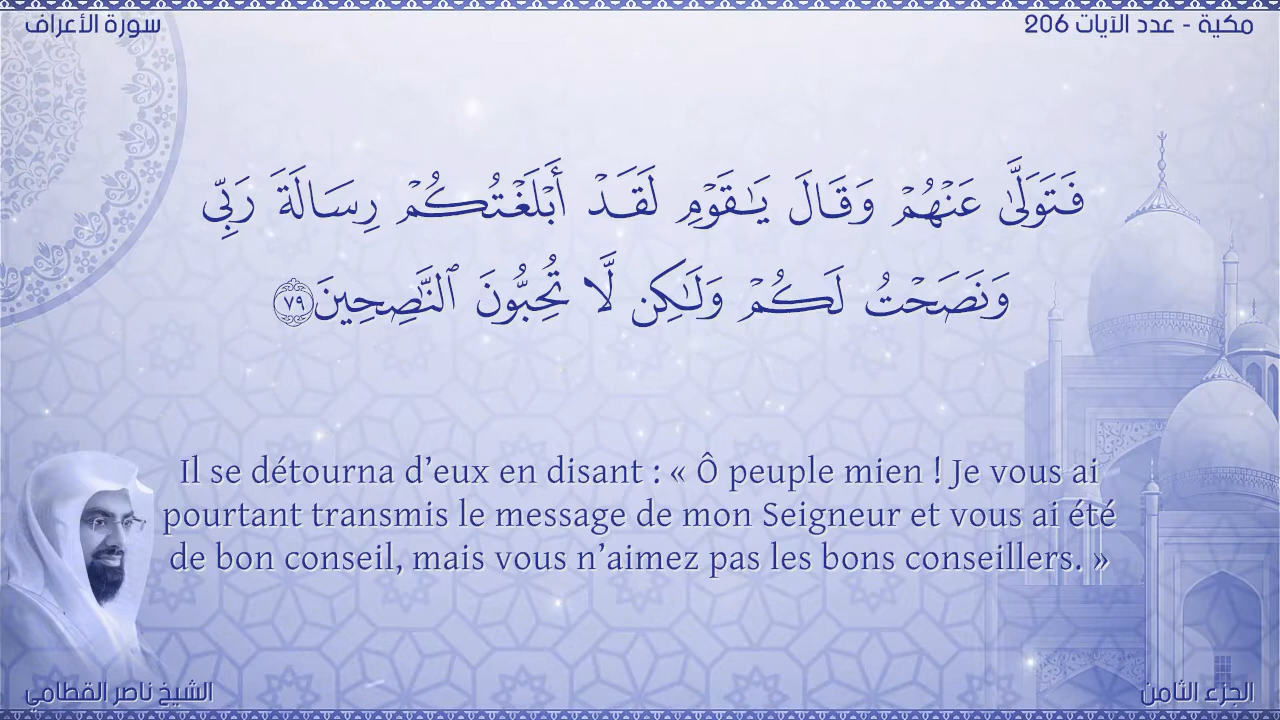 سورة الأعراف
مكية - عدد الآيات 206
فَتَوَلَّىٰ عَنْهُمْ وَقَالَ يَـٰقَوْمِ لَقَدْ أَبْلَغْتُكُمْ رِسَالَةَ رَبِّى
وَنَصَحْتُ لَكُمْ وَلَـٰكِن لَّا تُحِبُّونَ ٱلنَّـٰصِحِينَ ٧٩
Il se détourna d’eux en disant : « Ô peuple mien ! Je vous ai
pourtant transmis le message de mon Seigneur et vous ai été
de bon conseil, mais vous n’aimez pas les bons conseillers. »
الشيخ ناصر القطامي
الجزء الثامن